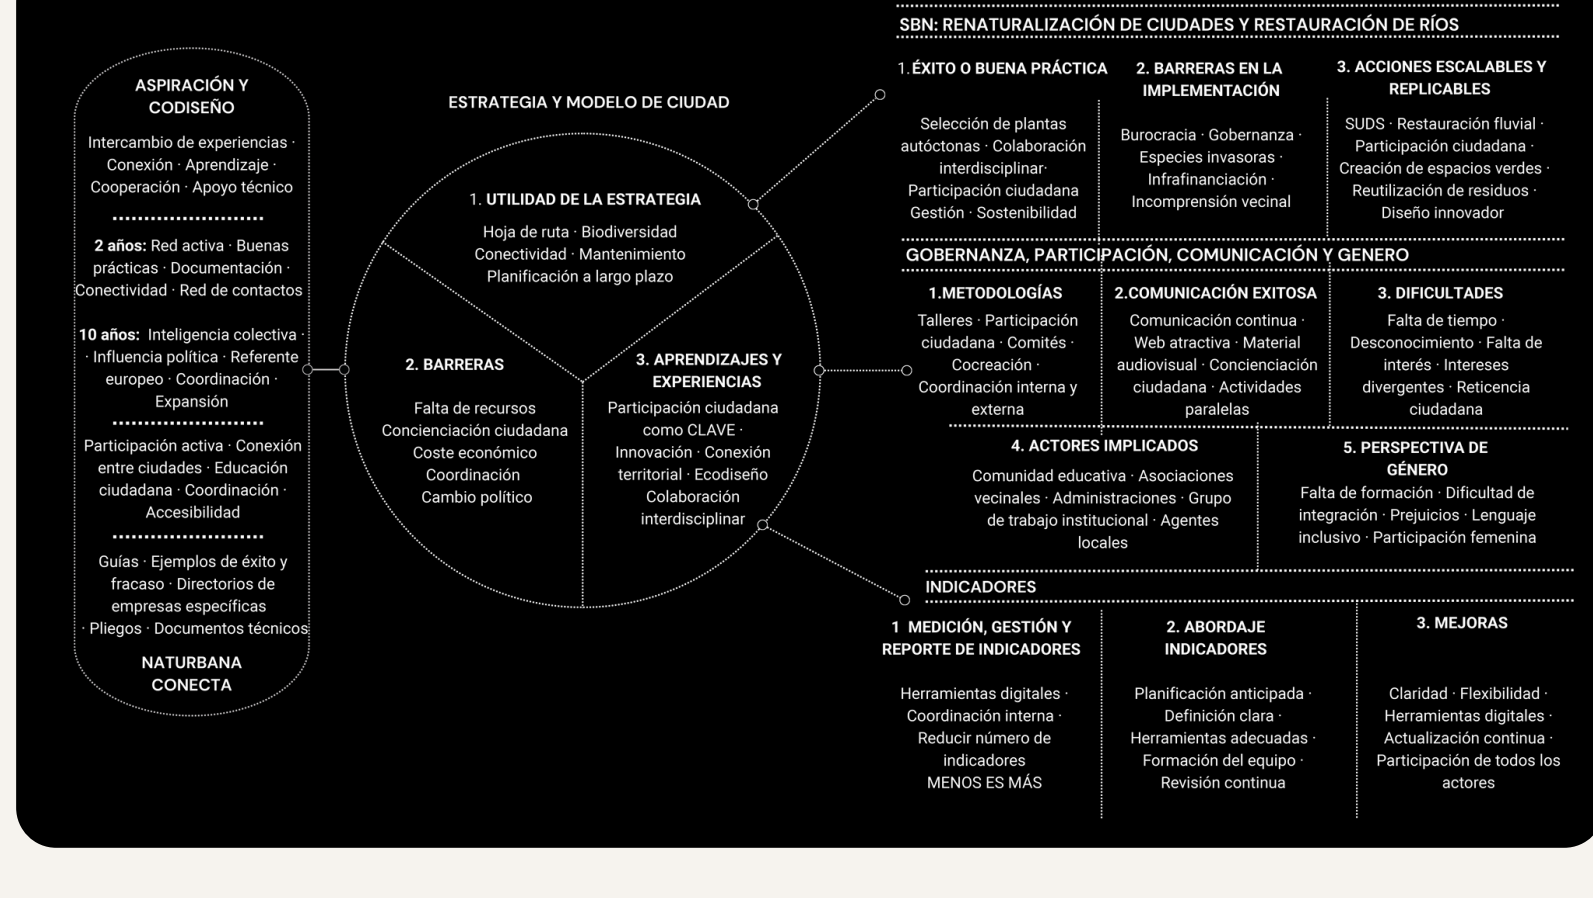 ASPIRACIÓN Y
CODISEÑO
Intercambio de experiencias ·
Conexión · Aprendizaje ·
Cooperación · Apoyo técnico
2 años: Red activa · Buenas
prácticas · Documentación ·
Conectividad · Red de contactos
10 años: Inteligencia colectiva ·
· Influencia política · Referente
europeo · Coordinación ·
Expansión
Participación activa · Conexión
entre ciudades · Educación
ciudadana · Coordinación ·
Accesibilidad
Guías · Ejemplos de éxito y
fracaso · Directorios de
empresas específicas
· Pliegos · Documentos técnicos
NATURBANA
CONECTA
ESTRATEGIA Y MODELO DE CIUDAD
1. UTILIDAD DE LA ESTRATEGIA
Hoja de ruta · Biodiversidad
Conectividad · Mantenimiento
Planificación a largo plazo
2. BARRERAS
Falta de recursos
Concienciación ciudadana
Coste económico
Coordinación
Cambio político
3. APRENDIZAJES Y
EXPERIENCIAS
Participación ciudadana
como CLAVE ·
Innovación · Conexión
territorial · Ecodiseño
Colaboración
interdisciplinar
SBN: RENATURALIZACIÓN DE CIUDADES Y RESTAURACIÓN DE RÍOS
1. ÉXITO O BUENA PRÁCTICA
Selección de plantas
autóctonas · Colaboración
interdisciplinar·
Participación ciudadana
Gestión · Sostenibilidad
2. BARRERAS EN LA
IMPLEMENTACIÓN
Burocracia · Gobernanza ·
Especies invasoras ·
Infrafinanciación ·
Incomprensión vecinal
3. ACCIONES ESCALABLES Y
REPLICABLES
SUDS · Restauración fluvial ·
Participación ciudadana ·
Creación de espacios verdes ·
Reutilización de residuos ·
Diseño innovador
GOBERNANZA, PARTICIPACIÓN, COMUNICACIÓN Y GENERO
1.METODOLOGÍAS
Talleres · Participación
ciudadana · Comités ·
Cocreación ·
Coordinación interna y
externa
2.COMUNICACIÓN EXITOSA
Comunicación continua ·
Web atractiva · Material
audiovisual · Concienciación
ciudadana · Actividades
paralelas
3. DIFICULTADES
Falta de tiempo ·
Desconocimiento · Falta de
interés · Intereses
divergentes · Reticencia
ciudadana
4. ACTORES IMPLICADOS
Comunidad educativa · Asociaciones
vecinales · Administraciones · Grupo
de trabajo institucional · Agentes
locales
5. PERSPECTIVA DE
GÉNERO
Falta de formación · Dificultad de
integración · Prejuicios · Lenguaje
inclusivo · Participación femenina
INDICADORES
1 MEDICIÓN, GESTIÓN Y
REPORTE DE INDICADORES
Herramientas digitales ·
Coordinación interna ·
Reducir número de
indicadores
MENOS ES MÁS
2. ABORDAJE
INDICADORES
Planificación anticipada ·
Definición clara ·
Herramientas adecuadas ·
Formación del equipo ·
Revisión continua
3. MEJORAS
Claridad · Flexibilidad ·
Herramientas digitales ·
Actualización continua ·
Participación de todos los
actores